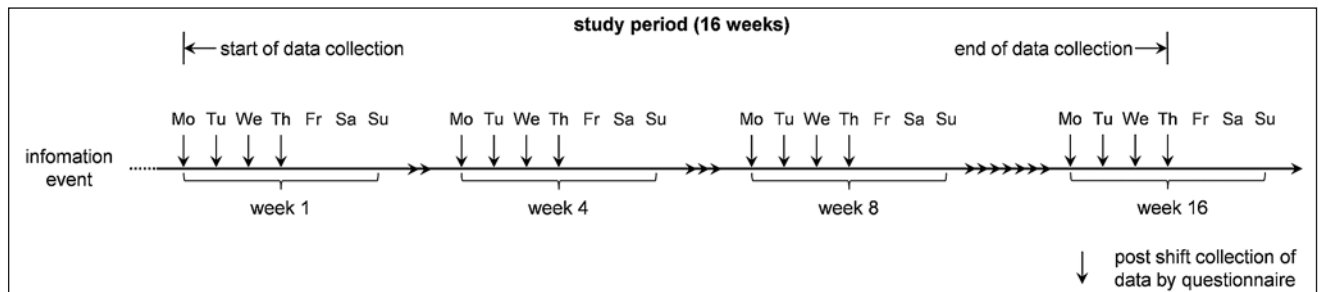 study period (16 weeks)
start of data collection
end of data collection
Mo Tu We Th Fr Sa Su
Mo Tu We Th Fr Sa Su
Mo Tu We Th Fr Sa Su
Mo Tu We Th Fr Sa Su
infomation
event
week 1
week 4
week 8
week 16
post shift collection of
data by questionnaire